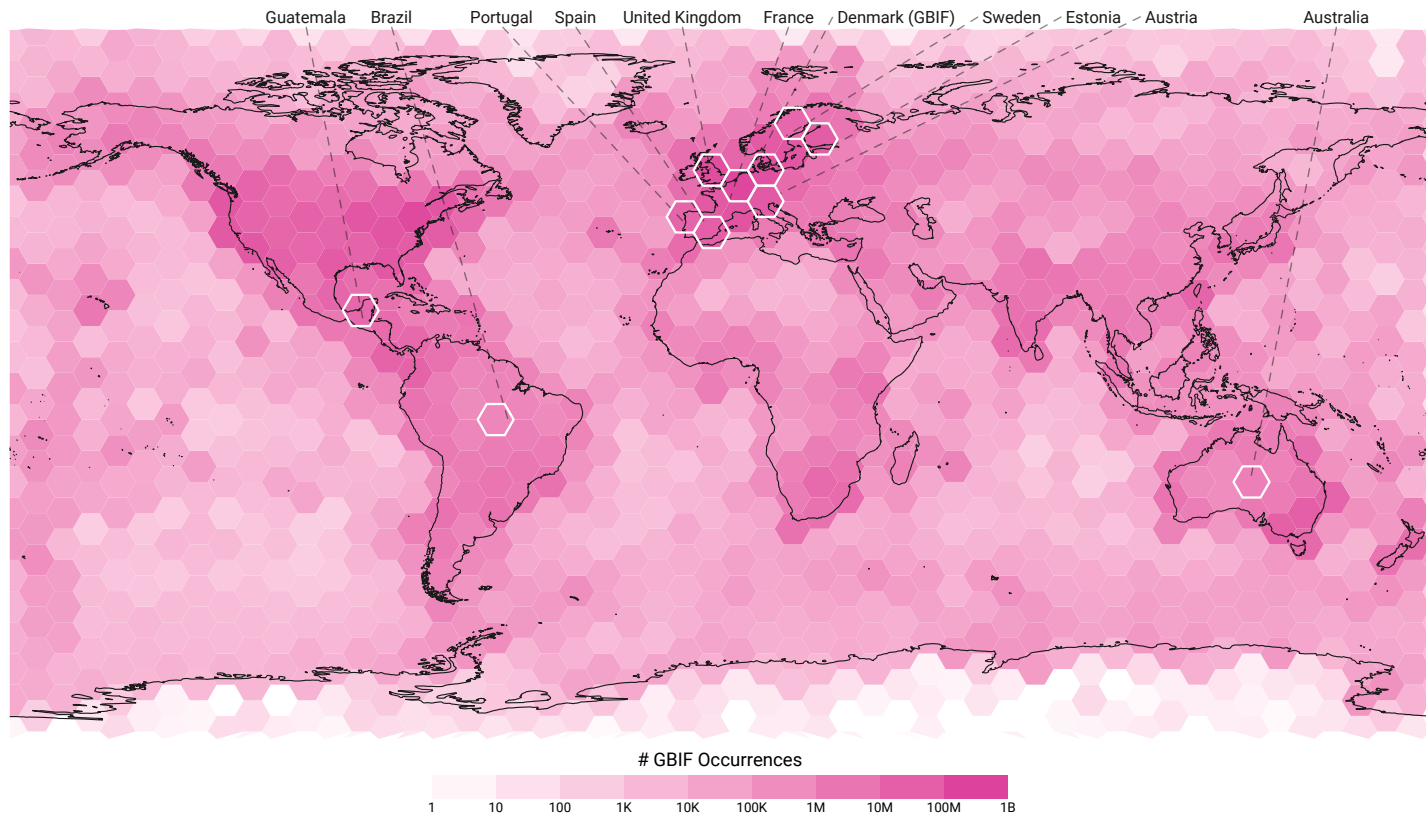 Guatemala Brazil Portugal Spain United Kingdom France Denmark (GBIF) Sweden Estonia Austria Australia
# GBIF Occurrences
1 10 100 1K 10K 100K 1M 10M 100M 1B